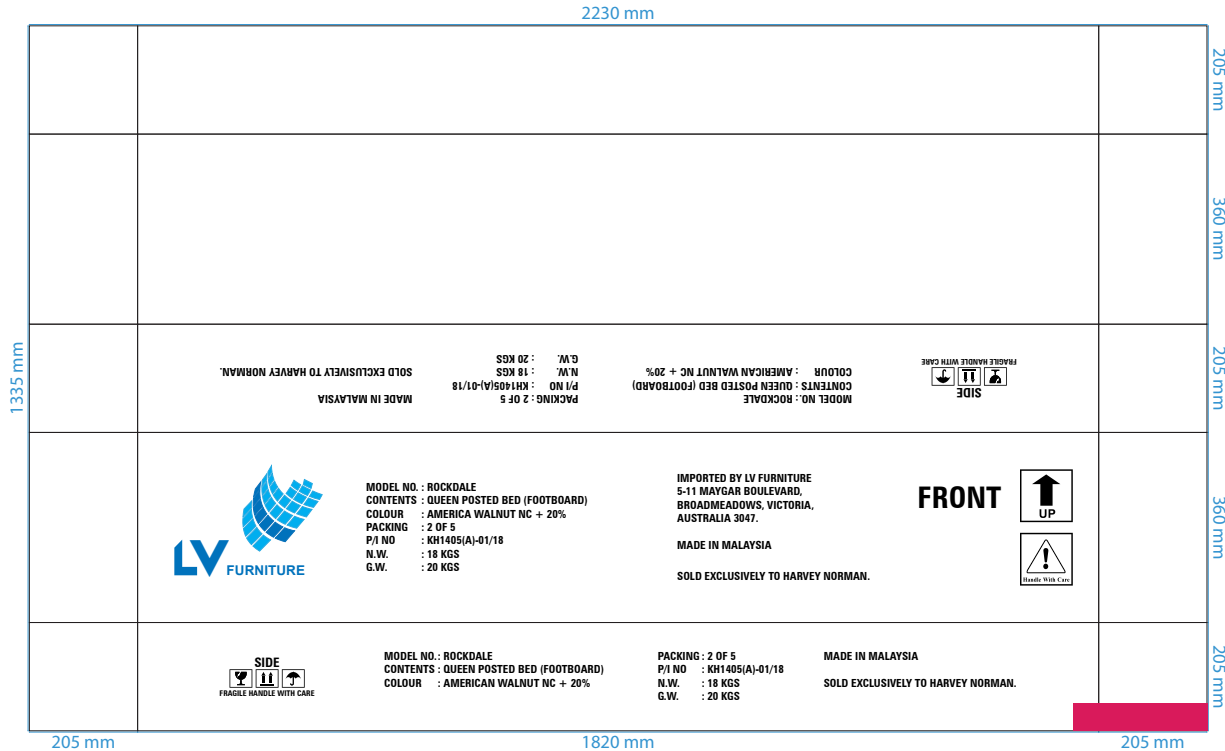 2230 mm
205 mm
360 mm
205 mm
360 mm
205 mm
1335 mm
SIDE
FRAGILE HANDLE WITH CARE
MODEL NO.: ROCKDALE
CONTENTS : QUEEN POSTED BED (FOOTBOARD)
COLOUR : AMERICAN WALNUT NC + 20%
PACKING : 2 OF 5
P/I NO : KH1405(A)-01/18
N.W. : 18 KGS
G.W. : 20 KGS
MADE IN MALAYSIA
SOLD EXCLUSIVELY TO HARVEY NORMAN.
LV FURNITURE
MODEL NO. : ROCKDALE
CONTENTS : QUEEN POSTED BED (FOOTBOARD)
COLOUR : AMERICA WALNUT NC + 20%
PACKING : 2 OF 5
P/I NO : KH1405(A)-01/18
N.W. : 18 KGS
G.W. : 20 KGS
IMPORTED BY LV FURNITURE
5-11 MAYGAR BOULEVARD,
BROADMEADOWS, VICTORIA,
AUSTRALIA 3047.
MADE IN MALAYSIA
SOLD EXCLUSIVELY TO HARVEY NORMAN.
FRONT
UP
Handle With Care
SIDE
FRAGILE HANDLE WITH CARE
MODEL NO.: ROCKDALE
CONTENTS : QUEEN POSTED BED (FOOTBOARD)
COLOUR : AMERICAN WALNUT NC + 20%
PACKING : 2 OF 5
P/I NO : KH1405(A)-01/18
N.W. : 18 KGS
G.W. : 20 KGS
MADE IN MALAYSIA
SOLD EXCLUSIVELY TO HARVEY NORMAN.
205 mm
1820 mm
205 mm